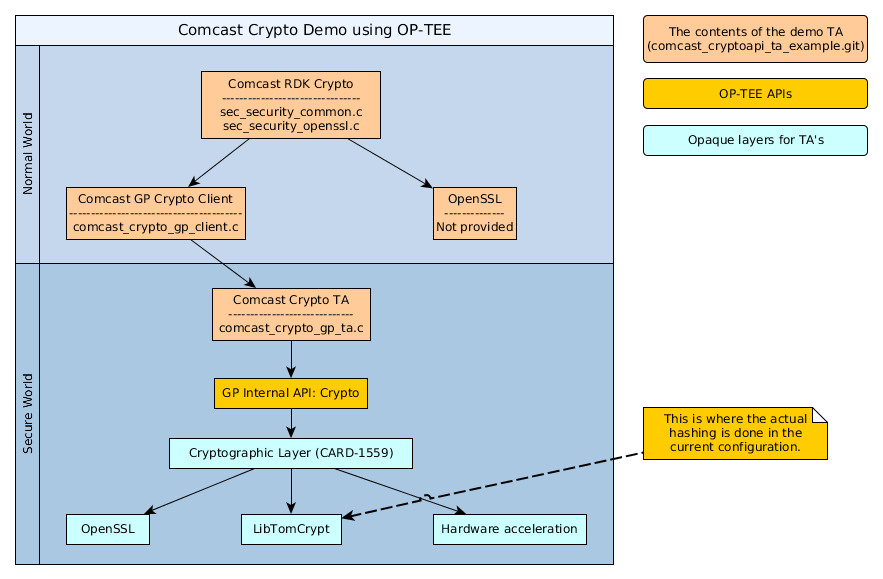 Comcast Crypto Demo using OP-TEE
The contents of the demo TA
(comcast_cryptoapi_ta_example.git)
OP-TEE APIs
Opaque layers for TA's
Normal World
Comcast RDK Crypto
--------------------------------
sec_security_common.c
sec_security_openssl.c
Comcast GP Crypto Client
----------------------------------------
comcast_crypto_gp_client.c
OpenSSL
--------------
Not provided
Secure World
Comcast Crypto TA
-----------------------------
comcast_crypto_gp_ta.c
GP Internal API: Crypto
Cryptographic Layer (CARD-1559)
OpenSSL
LibTomCrypt
Hardware acceleration
This is where the actual
hashing is done in the
current configuration.